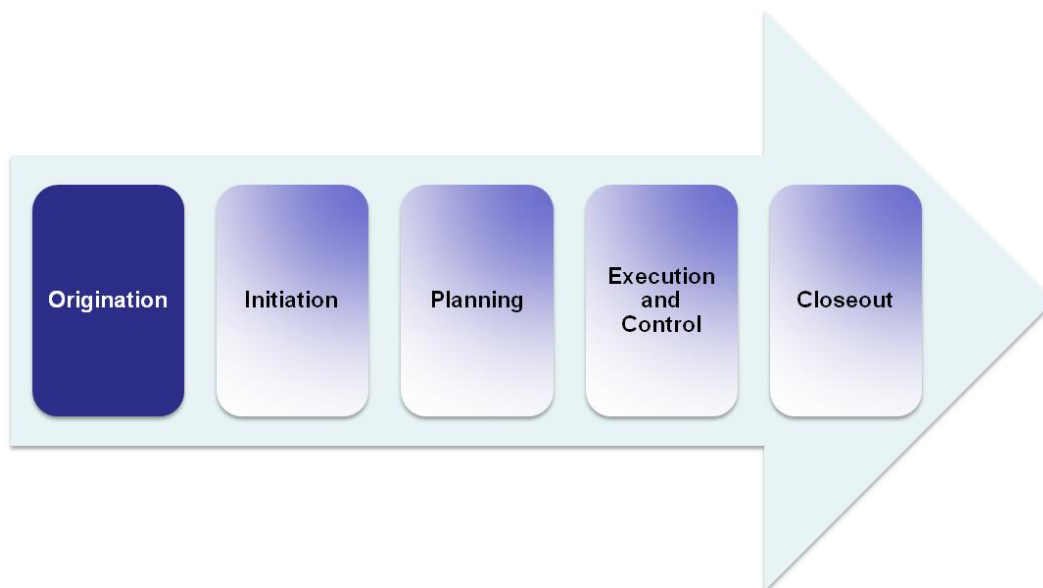 Origination
Initiation
Planning
Execution
and
Control
Closeout